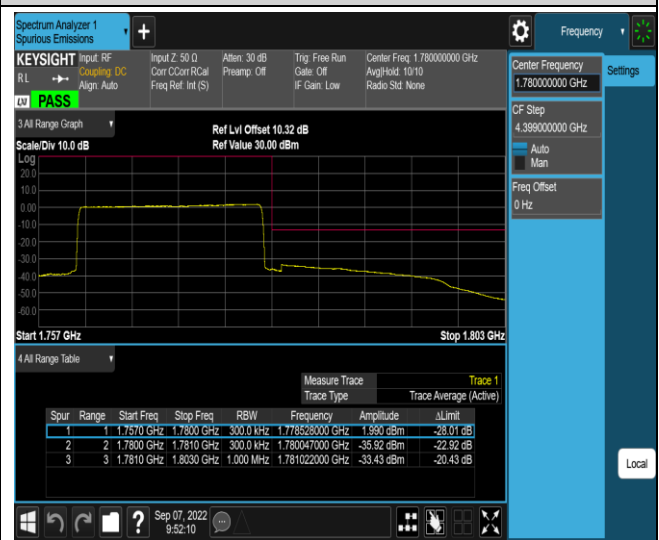 Spectrum Analyzer 1
Spurious Emissions
+
Frequency
KEYSIGHT Input: RF Input Z: 50 Ω Atten: 30 dB Trig: Free Run Center Freq: 1.780000000 GHz
RL Coupling: DC Corr CCorr RCal Preamp: Off Gate: Off Avg|Hold: 10/10
Align: Auto Freq Ref: Int (S) IF Gain: Low Radio Std: None
LW PASS
Center Frequency
1.780000000 GHz
Settings
CF Step
4.399000000 GHz
Auto
Man
Freq Offset
0 Hz
3 All Range Graph
Ref Lvl Offset 10.32 dB
Scale/Div 10.0 dB Ref Value 30.00 dBm
Log
20.0
10.0
0.00
-10.0
-20.0
-30.0
-40.0
-50.0
-60.0
Start 1.757 GHz Stop 1.803 GHz
4 All Range Table
Measure Trace Trace 1
Trace Type Trace Average (Active)
Spur Range Start Freq Stop Freq RBW Frequency Amplitude ΔLimit
1 1 1.7570 GHz 1.7800 GHz 300.0 kHz 1.778528000 GHz 1.990 dBm -28.01 dB
2 2 1.7800 GHz 1.7810 GHz 300.0 kHz 1.780047000 GHz -35.92 dBm -22.92 dB
3 3 1.7810 GHz 1.8030 GHz 1.000 MHz 1.781022000 GHz -33.43 dBm -20.43 dB
Local
? Sep 07, 2022
9:52:10